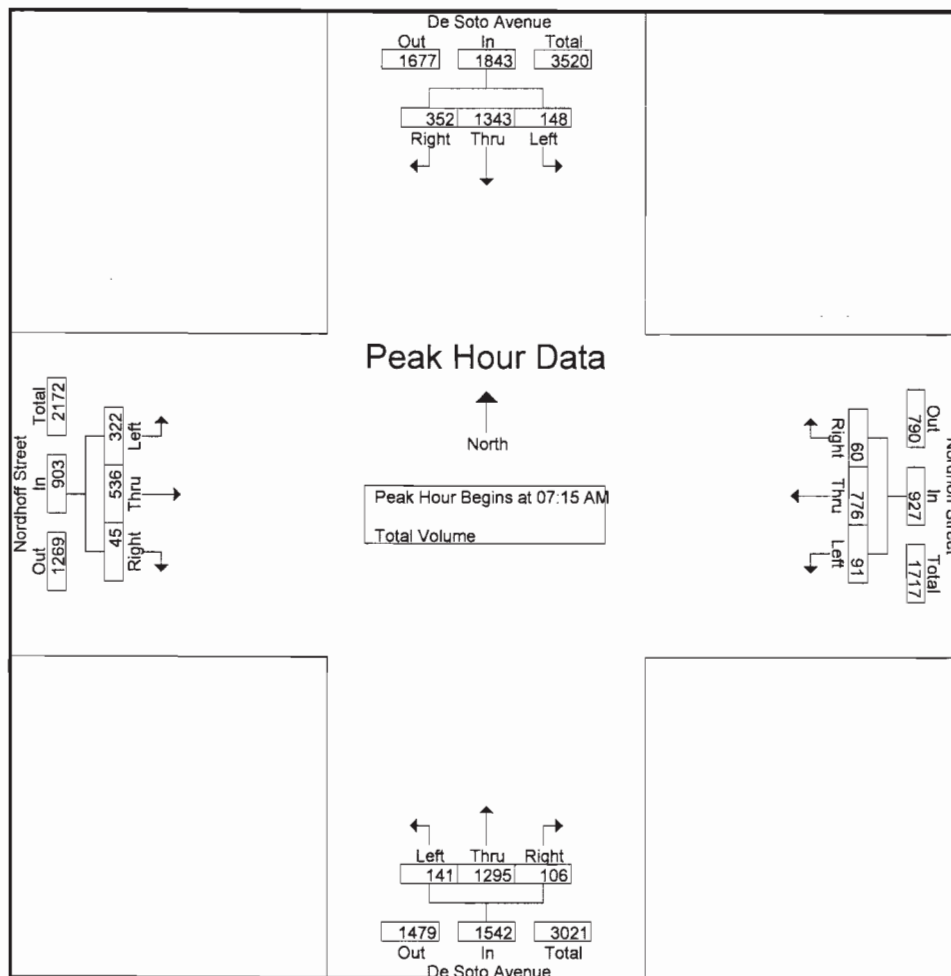 De Soto Avenue
Out In Total
1677 1843 3520
352 1343 148
Right Thru Left
Peak Hour Data
North
Peak Hour Begins at 07:15 AM
Total Volume
Nordhoff Street
Total In Out
2172 903 1269
322 536 45
Left Thru Right
Right Thru Left
60 776 91
790 927 1717
Out In Total
Nordhoff Street
Left Thru Right
141 1295 106
1479 1542 3021
Out In Total
De Soto Avenue